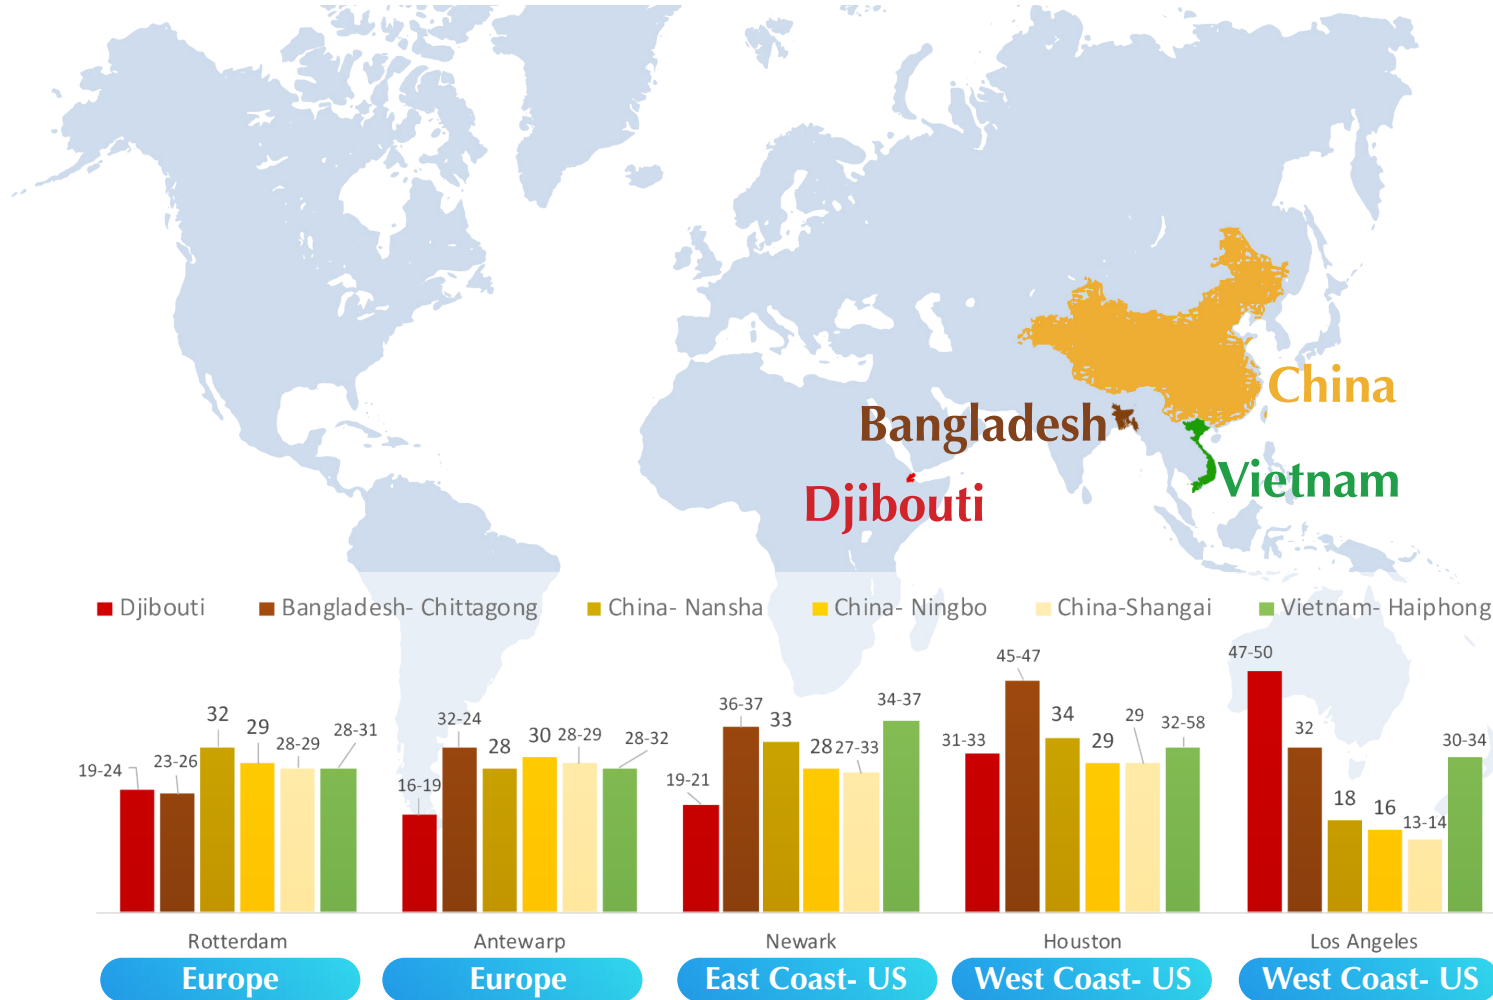 China
Bangladesh
Vietnam
Djibouti
Djibouti
Bangladesh- Chittagong
China- Nansha
China- Ningbo
China-Shangai
Vietnam- Haiphong
19-24
23-26
32
29
28-29
28-31
16-19
32-24
28
30
28-29
28-32
19-21
36-37
33
28
27-33
34-37
31-33
45-47
34
29
29
32-58
47-50
32
18
16
13-14
30-34
Rotterdam
Antewarp
Newark
Houston
Los Angeles
Europe
Europe
East Coast- US
West Coast- US
West Coast- US